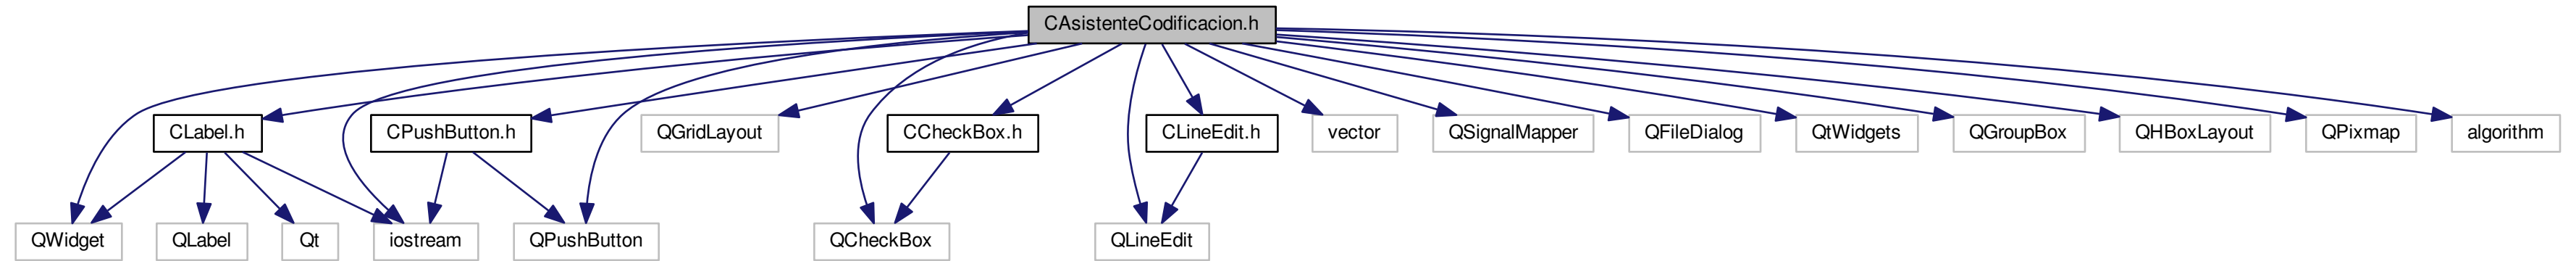 CAsistenteCodificacion.h
CLabel.h
CPushButton.h
QGridLayout
CCheckBox.h
CLineEdit.h
vector
QSignalMapper
QFileDialog
QtWidgets
QGroupBox
QHBoxLayout
QPixmap
algorithm
QWidget
QLabel
Qt
iostream
QPushButton
QCheckBox
QLineEdit